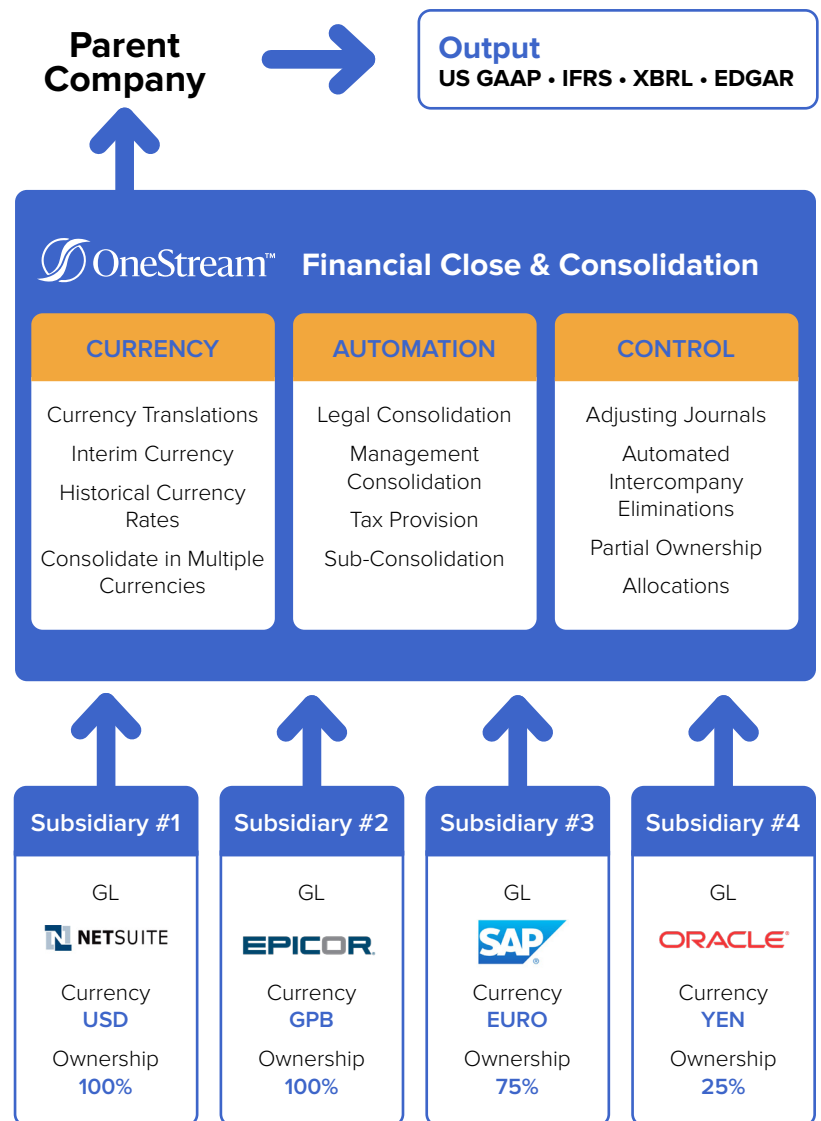 Parent
Company
Output
US GAAP • IFRS • XBRL • EDGAR
OneStream™ Financial Close & Consolidation
CURRENCY
Currency Translations
Interim Currency
Historical Currency
Rates
Consolidate in Multiple
Currencies
AUTOMATION
Legal Consolidation
Management
Consolidation
Tax Provision
Sub-Consolidation
CONTROL
Adjusting Journals
Automated
Intercompany
Eliminations
Partial Ownership
Allocations
Subsidiary #1
GL
NETSUITE
Currency
USD
Ownership
100%
Subsidiary #2
GL
EPICOR
Currency
GPB
Ownership
100%
Subsidiary #3
GL
SAP®
Currency
EURO
Ownership
75%
Subsidiary #4
GL
ORACLE®
Currency
YEN
Ownership
25%